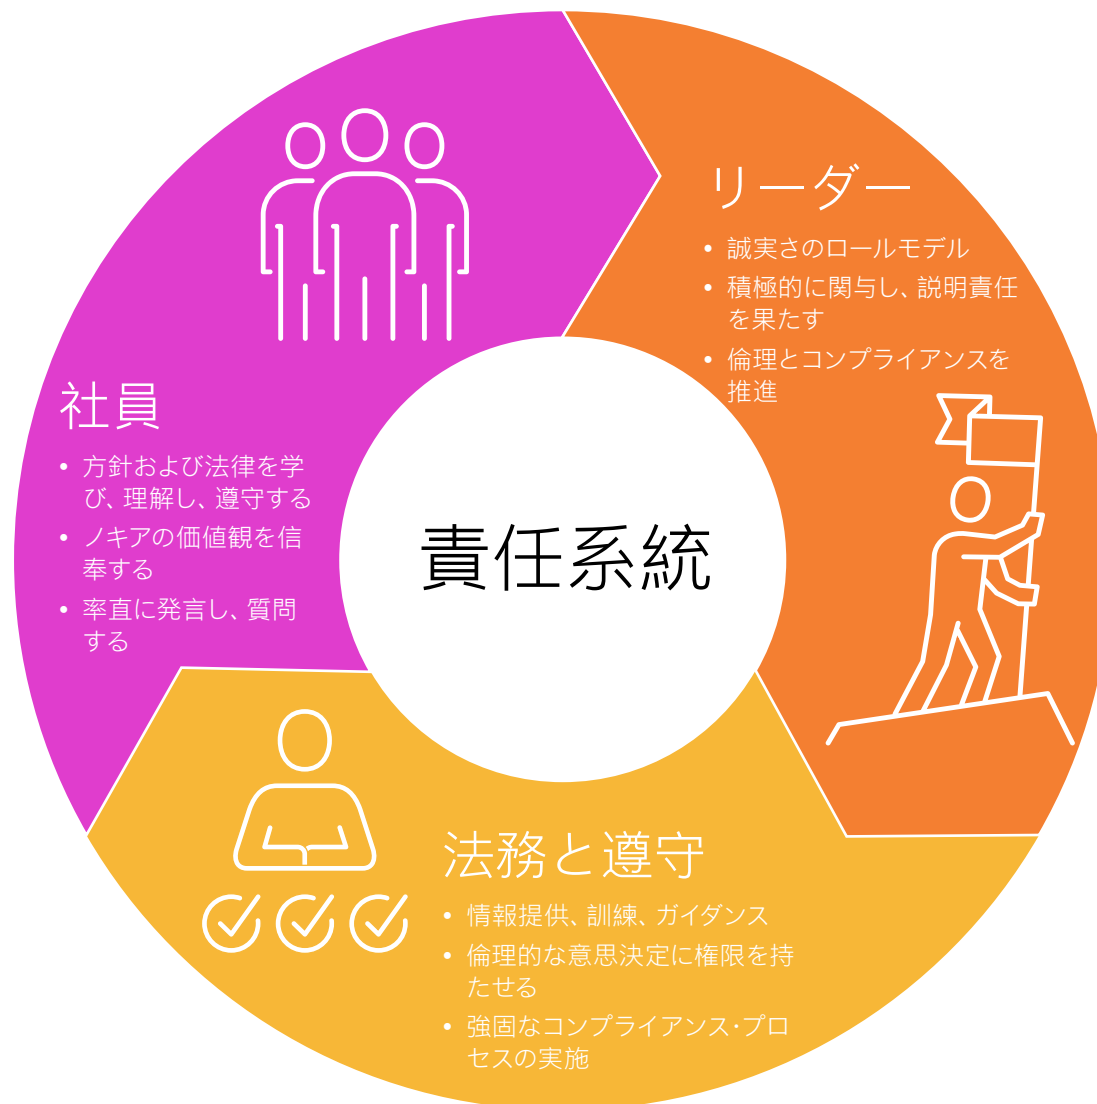 社員
• 方針および法律を学
び、理解し、遵守する
• ノキアの価値観を信
奉する
• 率直に発言し、質問
する
リーダー
• 誠実さのロールモデル
• 積極的に関与し、説明責任
を果たす
• 倫理とコンプライアンスを
推進
責任系統
法務と遵守
• 情報提供、訓練、ガイダンス
• 倫理的な意思決定に権限を持
たせる
• 強固なコンプライアンス・プロ
セスの実施